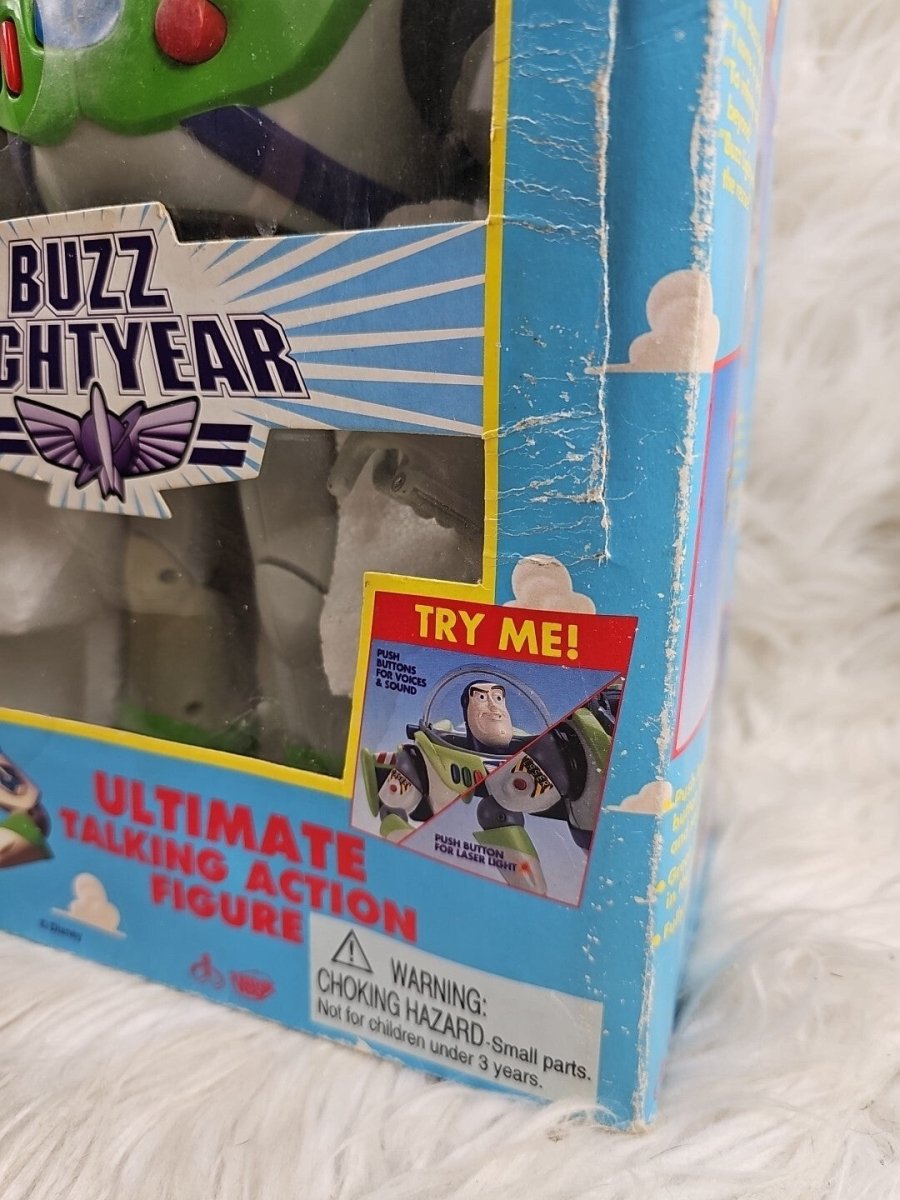 BUZZ
GHTYEAR
TRY ME!
PUSH
BUTTONS
FOR VOICES
& SOUND
PUSH BUTTON
FOR LASER LIGHT
ULTIMATE
TALKING ACTION
FIGURE
© Disney
WARNING:
CHOKING HAZARD-Small parts.
Not for children under 3 years.